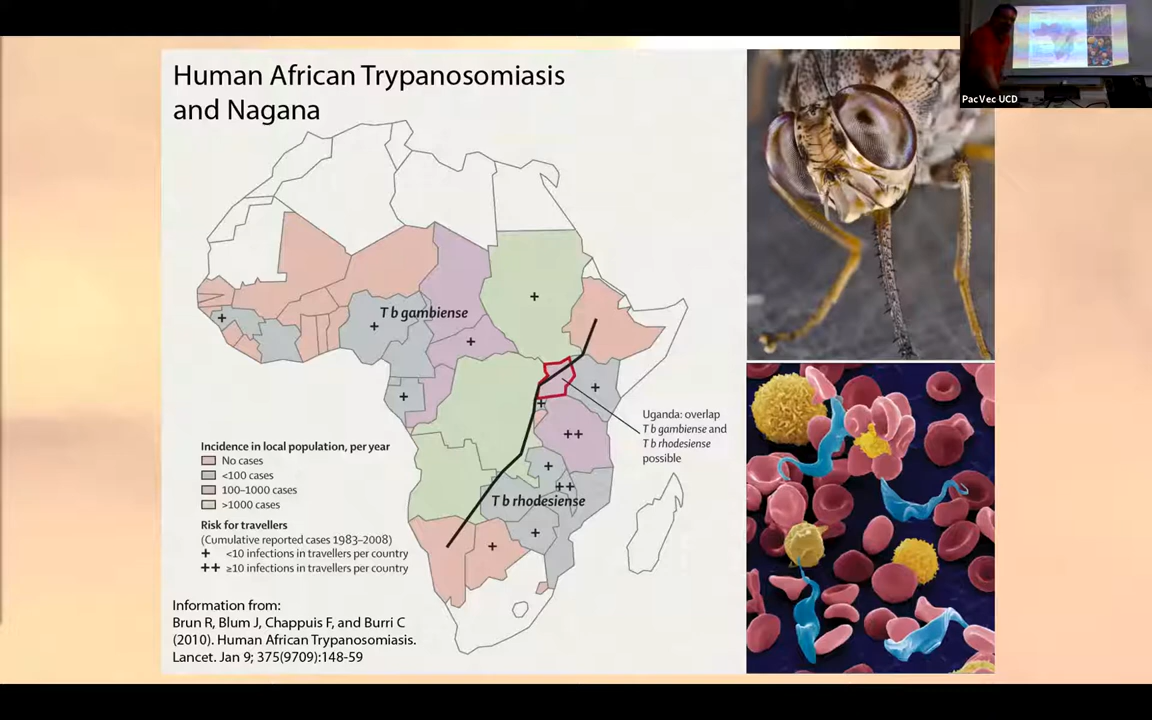 Human African Trypanosomiasis
and Nagana
PacVec UCD
T b gambiense
+
+
+
+
+
+
+
++
Uganda: overlap
T b gambiense and
T b rhodesiense
possible
+
++
T b rhodesiense
+
+
Incidence in local population, per year
No cases
<100 cases
100–1000 cases
>1000 cases
Risk for travellers
(Cumulative reported cases 1983–2008)
+ <10 infections in travellers per country
++ ≥10 infections in travellers per country
Information from:
Brun R, Blum J, Chappuis F, and Burri C
(2010). Human African Trypanosomiasis.
Lancet. Jan 9; 375(9709):148-59